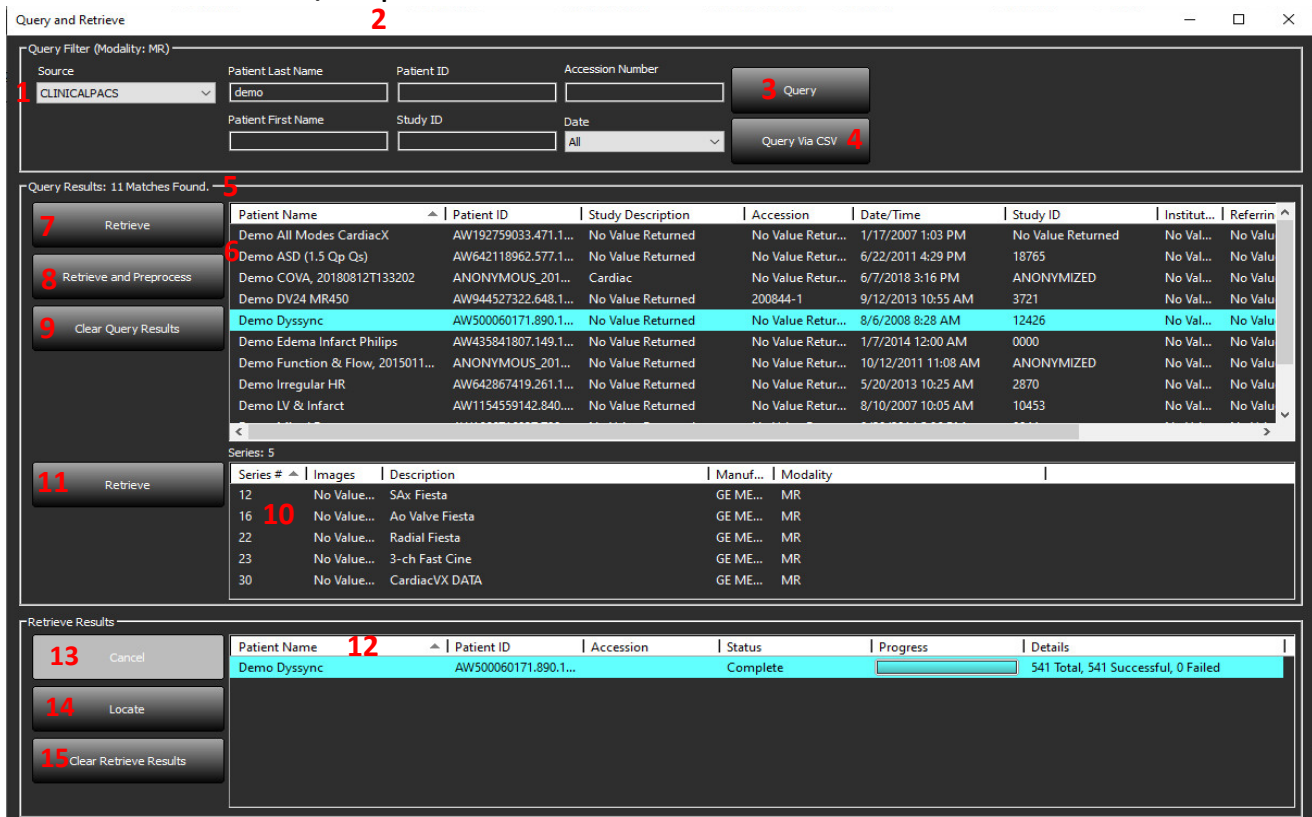 Query and Retrieve 2
Query Filter (Modality: MR)
Source Patient Last Name Patient ID Accession Number
1 CLINICALPACS demo 3 Query
Patient First Name Study ID Date
All Query Via CSV 4
Query Results: 11 Matches Found. 5
7 Retrieve
8 Retrieve and Preprocess
9 Clear Query Results
6
Patient Name Patient ID Study Description Accession Date/Time Study ID Institut... Referrin
Demo All Modes CardiacX AW192759033.471.1... No Value Returned No Value Retur... 1/17/2007 1:03 PM No Value Returned No Val... No Valu
Demo ASD (1.5 Qp Qs) AW642118962.577.1... No Value Returned No Value Retur... 6/22/2011 4:29 PM 18765 No Val... No Valu
Demo COVA, 20180812T133202 ANONYMOUS_201... Cardiac No Value Retur... 6/7/2018 3:16 PM ANONYMIZED No Val... No Valu
Demo DV24 MR450 AW944527322.648.1... No Value Returned 200844-1 9/12/2013 10:55 AM 3721 No Val... No Valu
Demo Dyssync AW500060171.890.1... No Value Returned No Value Retur... 8/6/2008 8:28 AM 12426 No Val... No Valu
Demo Edema Infarct Philips AW435841807.149.1... No Value Returned No Value Retur... 1/7/2014 12:00 AM 0000 No Val... No Valu
Demo Function & Flow, 2015011... ANONYMOUS_201... No Value Returned No Value Retur... 10/12/2011 11:08 AM ANONYMIZED No Val... No Valu
Demo Irregular HR AW642867419.261.1... No Value Returned No Value Retur... 5/20/2013 10:25 AM 2870 No Val... No Valu
Demo LV & Infarct AW1154559142.840.... No Value Returned No Value Retur... 8/10/2007 10:05 AM 10453 No Val... No Valu
Series: 5
11 Retrieve
10
Series # Images Description Manuf... Modality
12 No Value... SAx Fiesta GE ME... MR
16 No Value... Ao Valve Fiesta GE ME... MR
22 No Value... Radial Fiesta GE ME... MR
23 No Value... 3-ch Fast Cine GE ME... MR
30 No Value... CardiacVX DATA GE ME... MR
Retrieve Results
13 Cancel
14 Locate
15 Clear Retrieve Results
Patient Name 12 Patient ID Accession Status Progress Details
Demo Dyssync AW500060171.890.1... Complete 541 Total, 541 Successful, 0 Failed